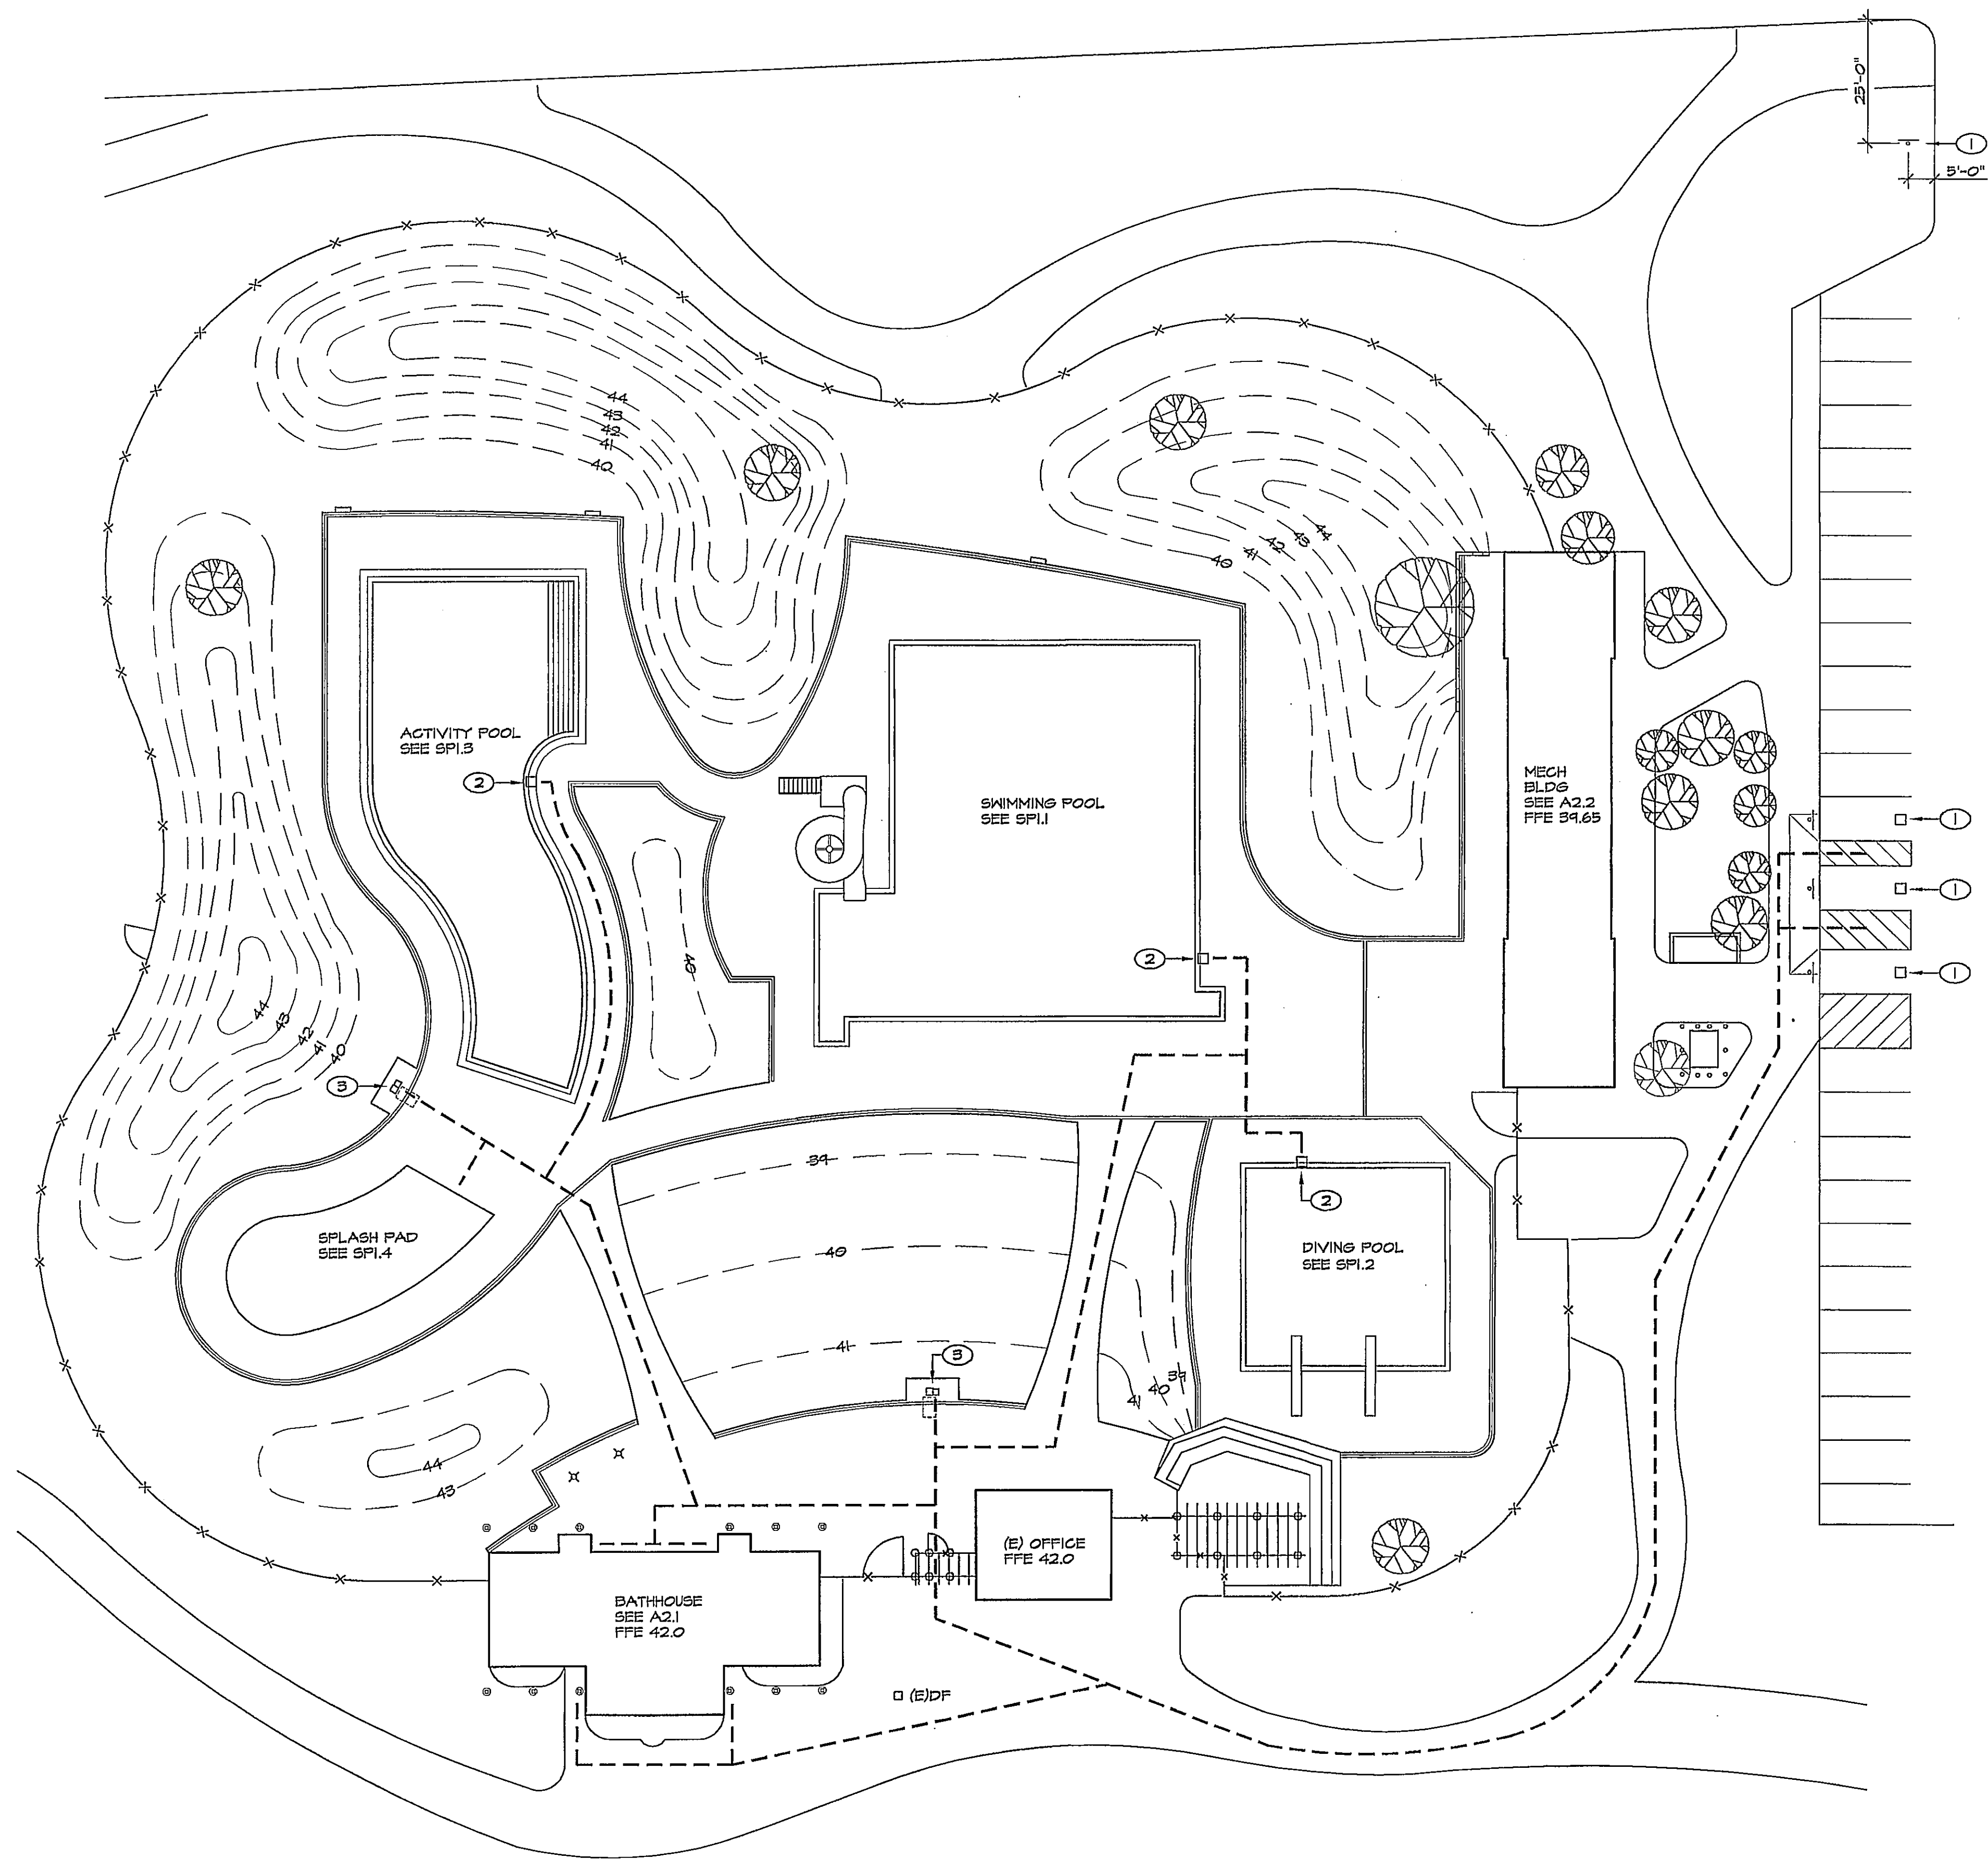 25'-0"
1
5'-0"
44
43
42
41
40
44
43
42
41
40
ACTIVITY POOL
SEE SP1.3
2
SWIMMING POOL
SEE SP1.1
MECH
BLDG
SEE A2.2
FFE 39.65
1
1
1
2
40
44
43
42
41
40
3
39
2
SPLASH PAD
SEE SP1.4
40
DIVING POOL
SEE SP1.2
41
3
39
40
41
44
43
(E) OFFICE
FFE 42.0
BATHHOUSE
SEE A2.1
FFE 42.0
(E)DF